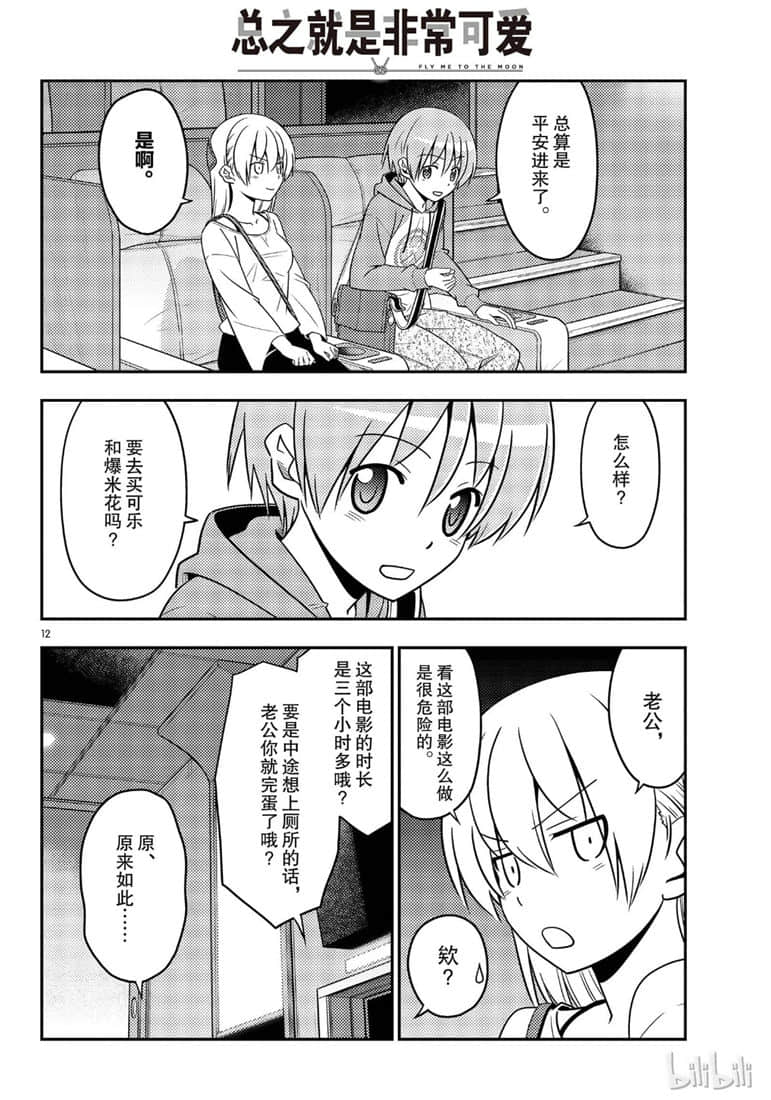 总之就是非常可爱
FLY ME TO THE MOON
总算是
平安进来了。
是啊。
怎么样？
要去买可乐
和爆米花吗？
12
老公，
看这部电影这么做
是很危险的。
欸？
这部电影的时长
是三个小时多哦？
要是中途想上厕所的话，
老公你就完蛋了哦？
原、
原来如此……
bilibili